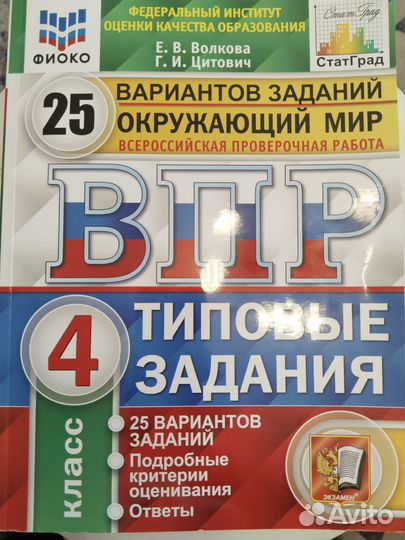 ФЕДЕРАЛЬНЫЙ ИНСТИТУТ
ОЦЕНКИ КАЧЕСТВА ОБРАЗОВАНИЯ
ФИОКО
Е. В. Волкова
Г. И. Цитович
СтатГрад
СтатГрад
25
ВАРИАНТОВ ЗАДАНИЙ
ОКРУЖАЮЩИЙ МИР
ВСЕРОССИЙСКАЯ ПРОВЕРОЧНАЯ РАБОТА
ВПР
4
класс
ТИПОВЫЕ
ЗАДАНИЯ
• 25 ВАРИАНТОВ
ЗАДАНИЙ
• Подробные
критерии
оценивания
• Ответы
ЭКЗАМЕН
Avito